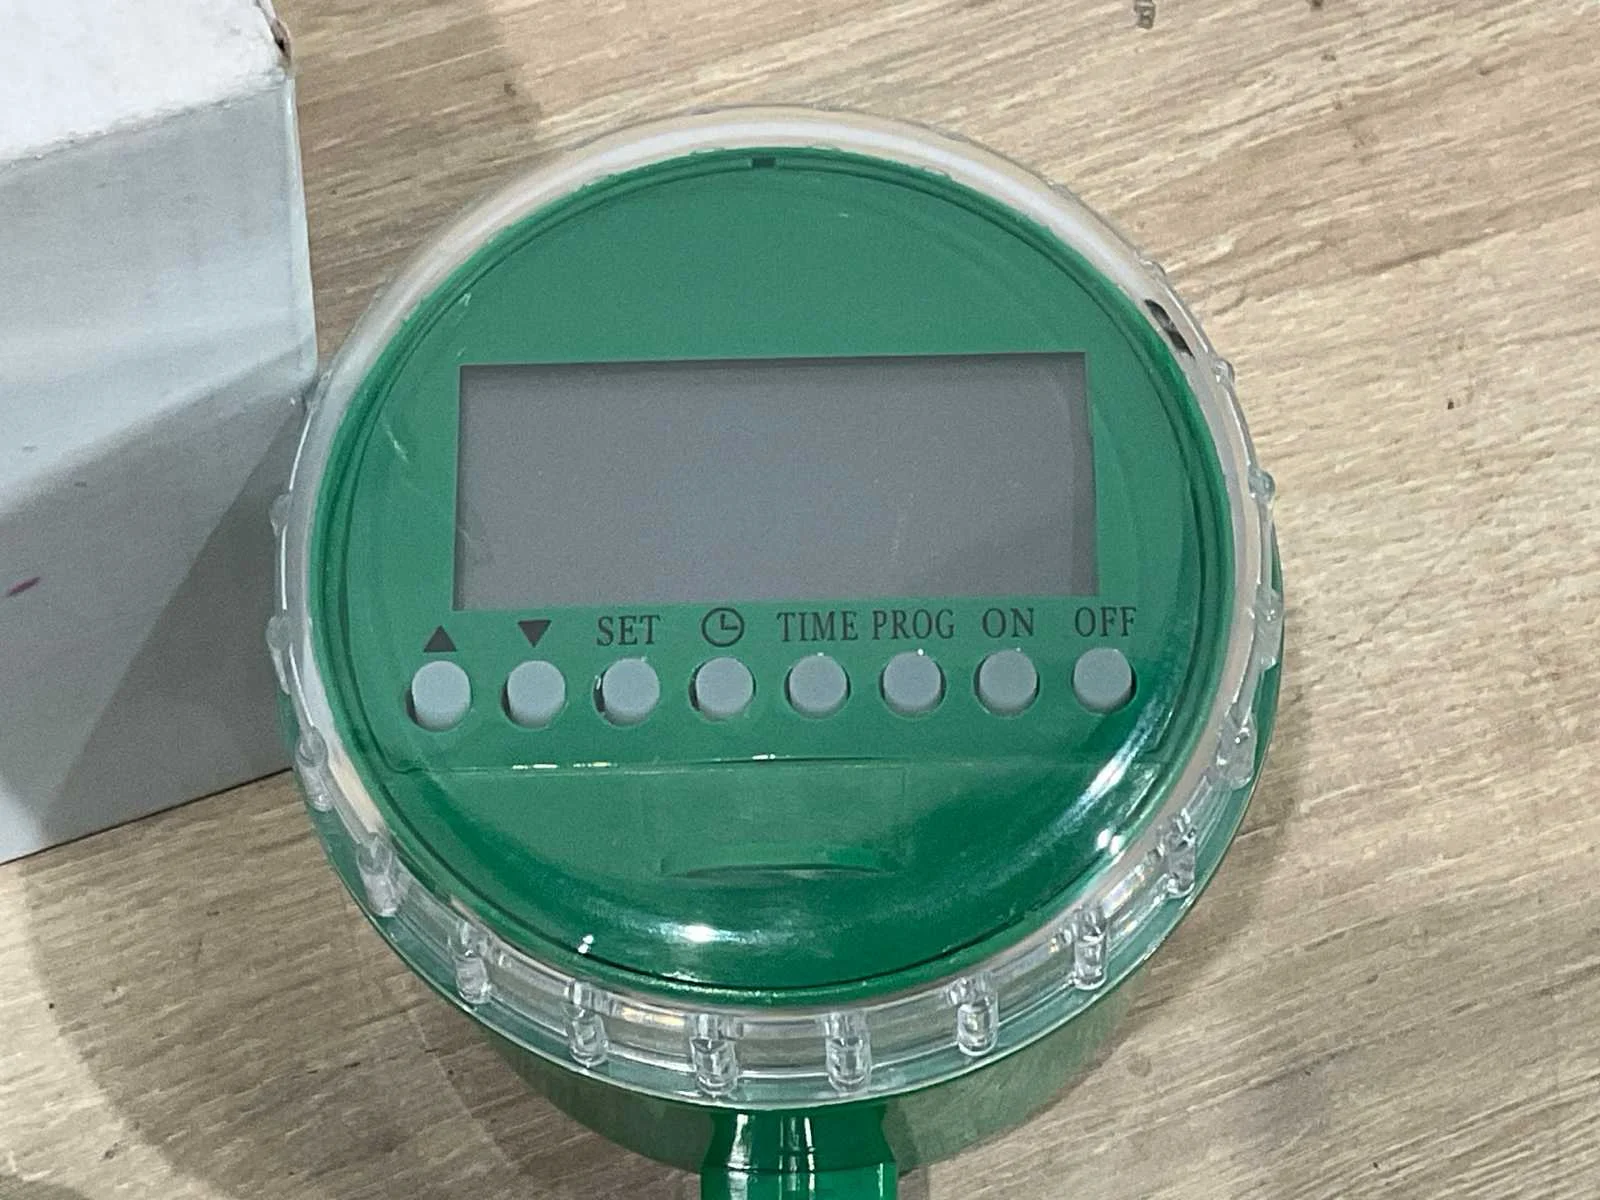 ▲ ▼ SET TIME PROG ON OFF